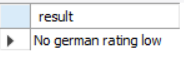 result
No german rating low